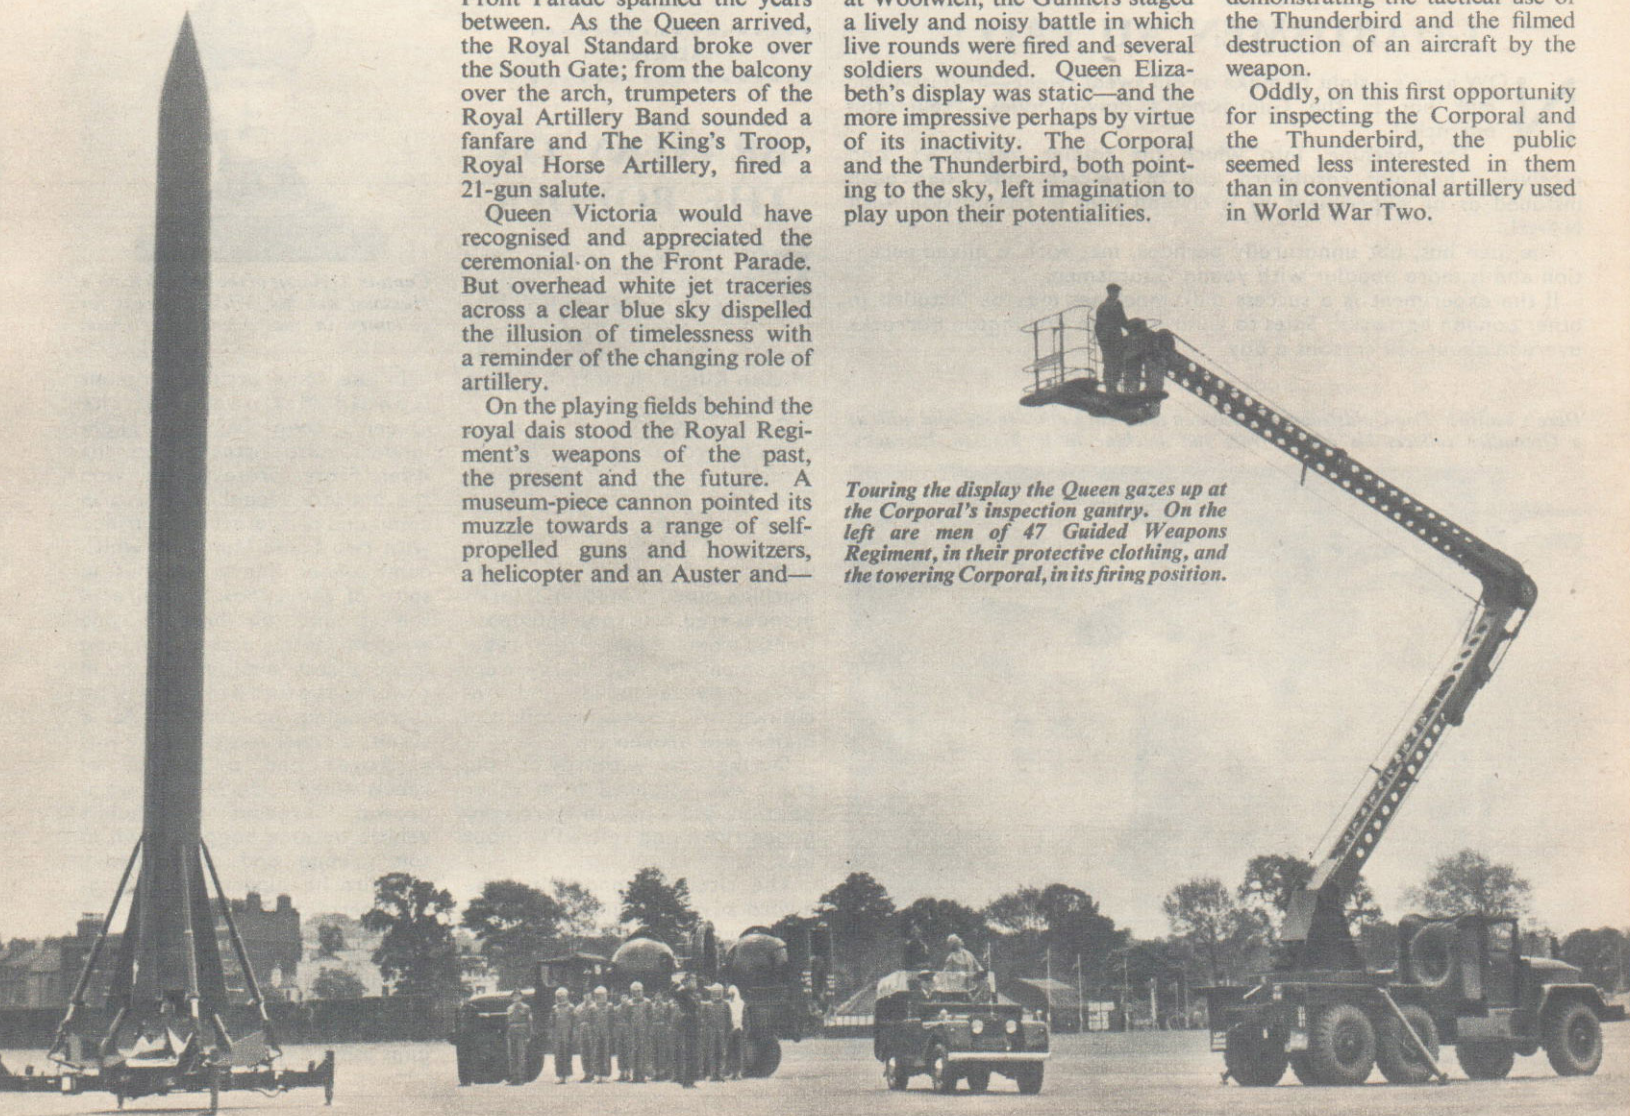 Front Parade spanned the years
between. As the Queen arrived,
the Royal Standard broke over
the South Gate; from the balcony
over the arch, trumpeters of the
Royal Artillery Band sounded a
fanfare and The King's Troop,
Royal Horse Artillery, fired a
21-gun salute.
Queen Victoria would have
recognised and appreciated the
ceremonial on the Front Parade.
But overhead white jet traceries
across a clear blue sky dispelled
the illusion of timelessness with
a reminder of the changing role of
artillery.
On the playing fields behind the
royal dais stood the Royal Regi-
ment's weapons of the past,
the present and the future. A
museum-piece cannon pointed its
muzzle towards a range of self-
propelled guns and howitzers,
a helicopter and an Auster and—
at Woolwich, the Gunners staged
a lively and noisy battle in which
live rounds were fired and several
soldiers wounded. Queen Eliza-
beth's display was static—and the
more impressive perhaps by virtue
of its inactivity. The Corporal
and the Thunderbird, both point-
ing to the sky, left imagination to
play upon their potentialities.
demonstrating the tactical use of
the Thunderbird and the filmed
destruction of an aircraft by the
weapon.
Oddly, on this first opportunity
for inspecting the Corporal and
the Thunderbird, the public
seemed less interested in them
than in conventional artillery used
in World War Two.
Touring the display the Queen gazes up at
the Corporal's inspection gantry. On the
left are men of 47 Guided Weapons
Regiment, in their protective clothing, and
the towering Corporal, in its firing position.